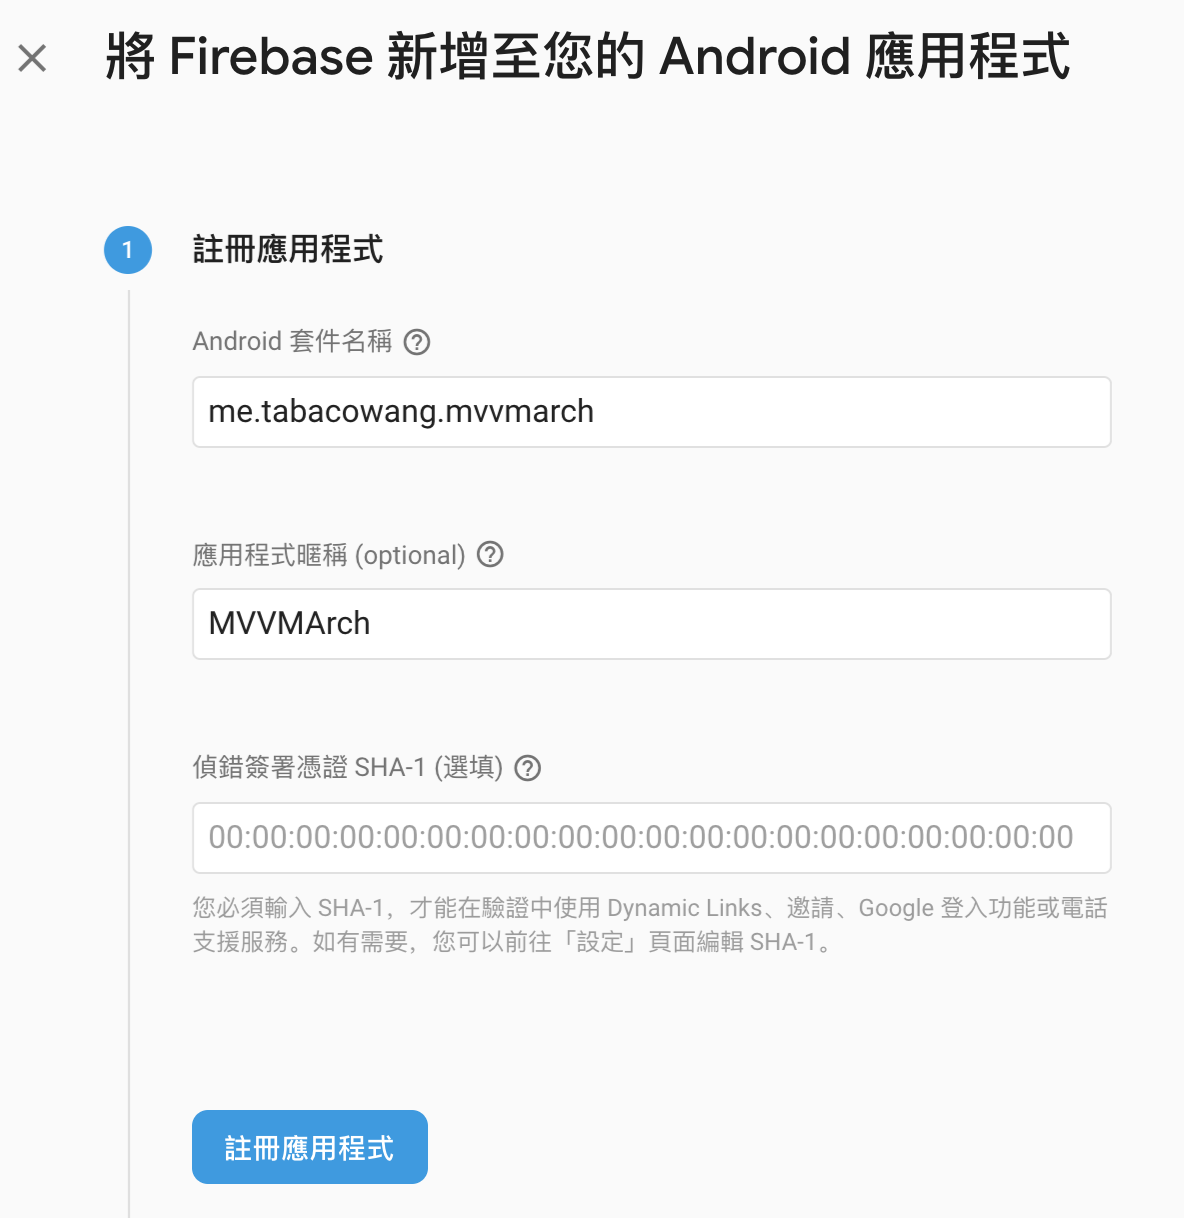 將 Firebase 新增至您的 Android 應用程式
1
註冊應用程式
Android 套件名稱 ?
me.tabacowang.mvvmarch
應用程式暱稱 (optional) ?
MVVMArch
偵錯簽署憑證 SHA-1 (選填) ?
00:00:00:00:00:00:00:00:00:00:00:00:00:00:00:00:00:00:00:00
您必須輸入 SHA-1，才能在驗證中使用 Dynamic Links、邀請、Google 登入功能或電話
支援服務。如有需要，您可以前往「設定」頁面編輯 SHA-1。
註冊應用程式